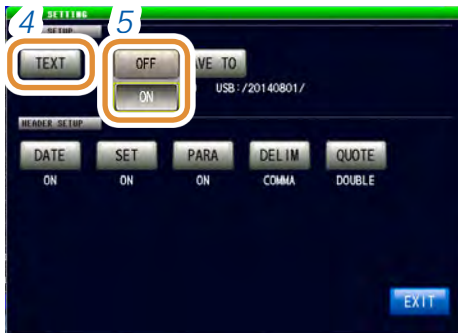 4 5
SETTING
SETUP
TEXT OFF VE TO
ON USB:/20140801/
HEADER SETUP
DATE SET PARA DELIM QUOTE
ON ON ON COMMA DOUBLE
EXIT